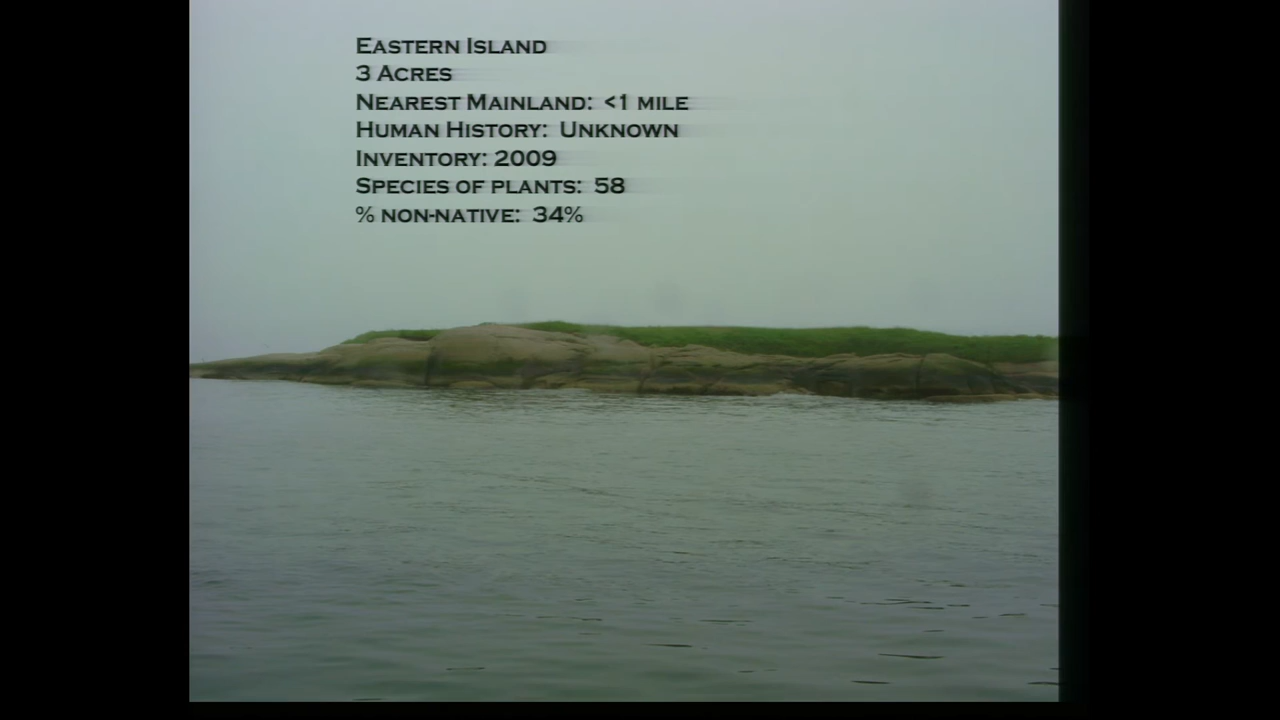 Eastern Island
3 Acres
Nearest Mainland: <1 mile
Human History: Unknown
Inventory: 2009
Species of plants: 58
% non-native: 34%